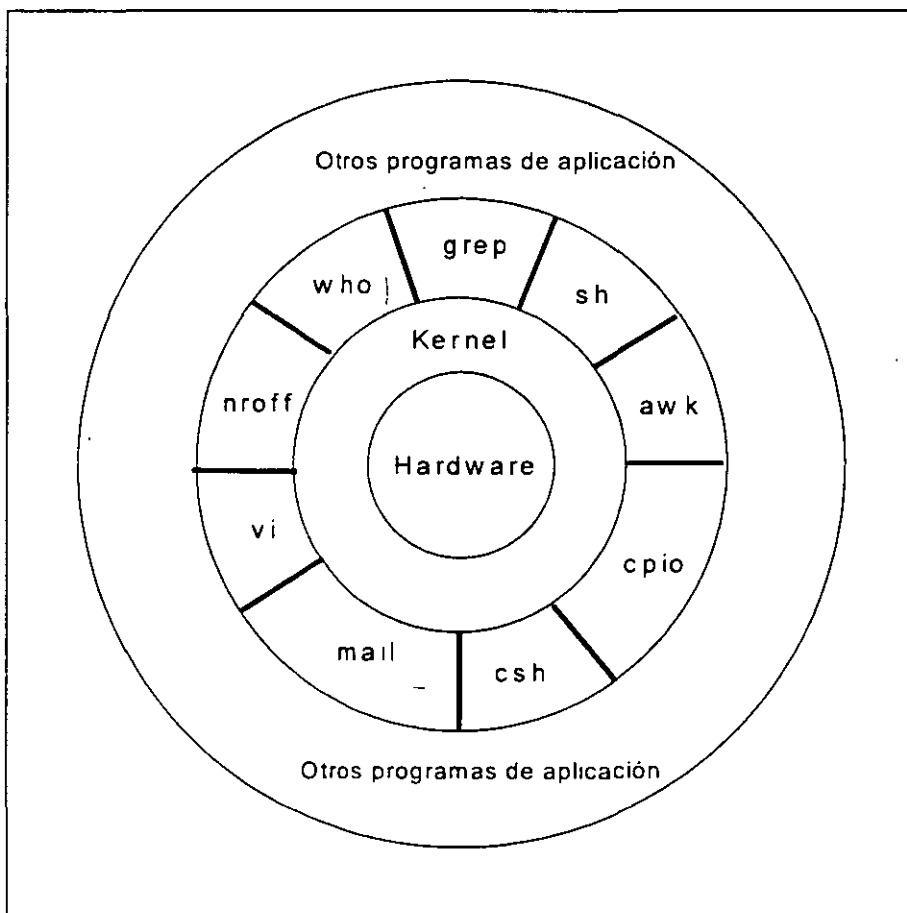 Otros programas de aplicación
grep
who
sh
Kernel
nroff
awk
Hardware
vi
cpio
mail
csh
Otros programas de aplicación